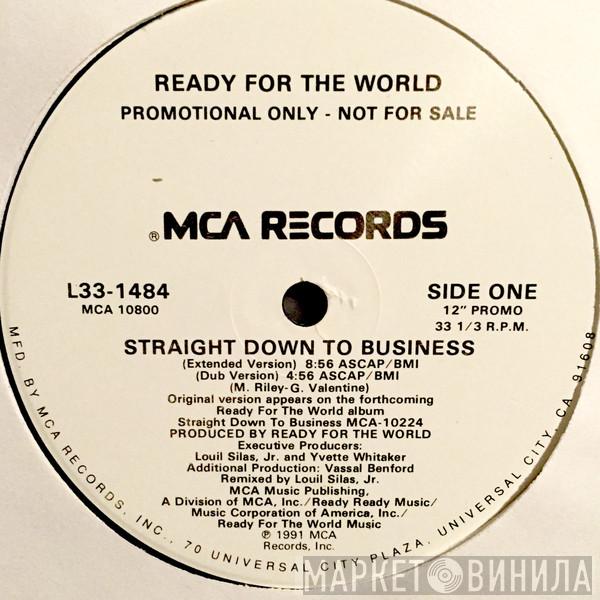 READY FOR THE WORLD
PROMOTIONAL ONLY - NOT FOR SALE
® MCA RECORDS
L33-1484
MCA 10800
SIDE ONE
12" PROMO
33 1/3 R.P.M.
STRAIGHT DOWN TO BUSINESS
(Extended Version) 8:56 ASCAP/BMI
(Dub Version) 4:56 ASCAP/BMI
(M. Riley-G. Valentine)
Original version appears on the forthcoming
Ready For The World album
Straight Down To Business MCA-10224
PRODUCED BY READY FOR THE WORLD
Executive Producers:
Louil Silas, Jr. and Yvette Whitaker
Additional Production: Vassal Benford
Remixed by Louil Silas, Jr.
MCA Music Publishing,
A Division of MCA, Inc./Ready Ready Music/
Music Corporation of America, Inc./
Ready For The World Music
℗ 1991 MCA
Records, Inc.
MFD. BY MCA RECORDS, INC., 70 UNIVERSAL CITY PLAZA, UNIVERSAL CITY, CA. 91608
МАРКЕТ ВИНИЛА